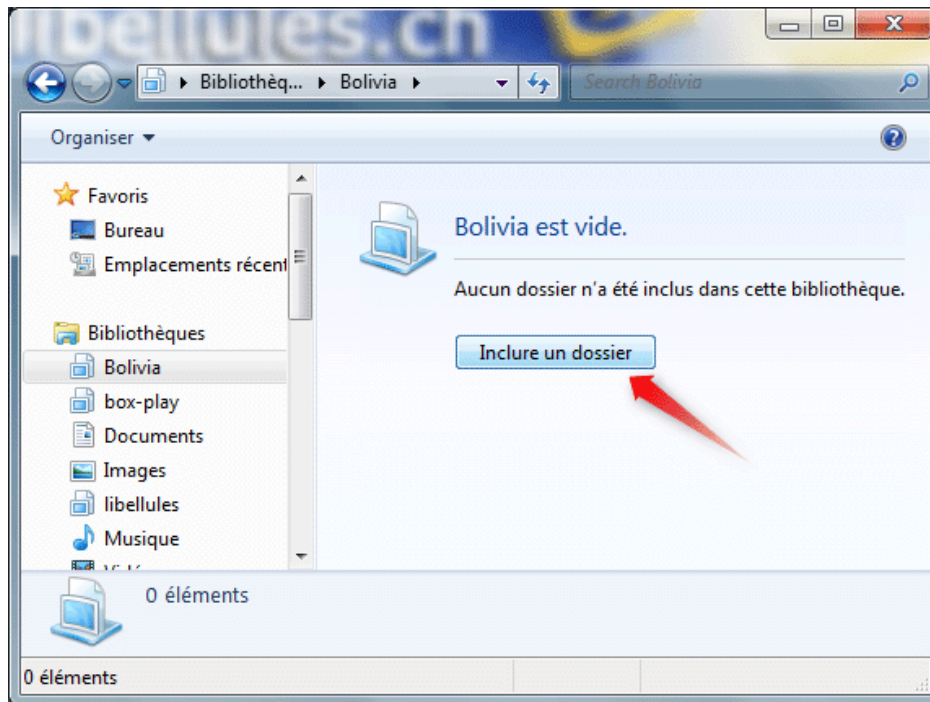 libellules.ch
Bibliothèq... Bolivia Search Bolivia
Organiser
Favoris
Bureau
Emplacements récent
Bibliothèques
Bolivia
box-play
Documents
Images
libellules
Musique
Bolivia est vide.
Aucun dossier n'a été inclus dans cette bibliothèque.
Inclure un dossier
0 éléments
0 éléments